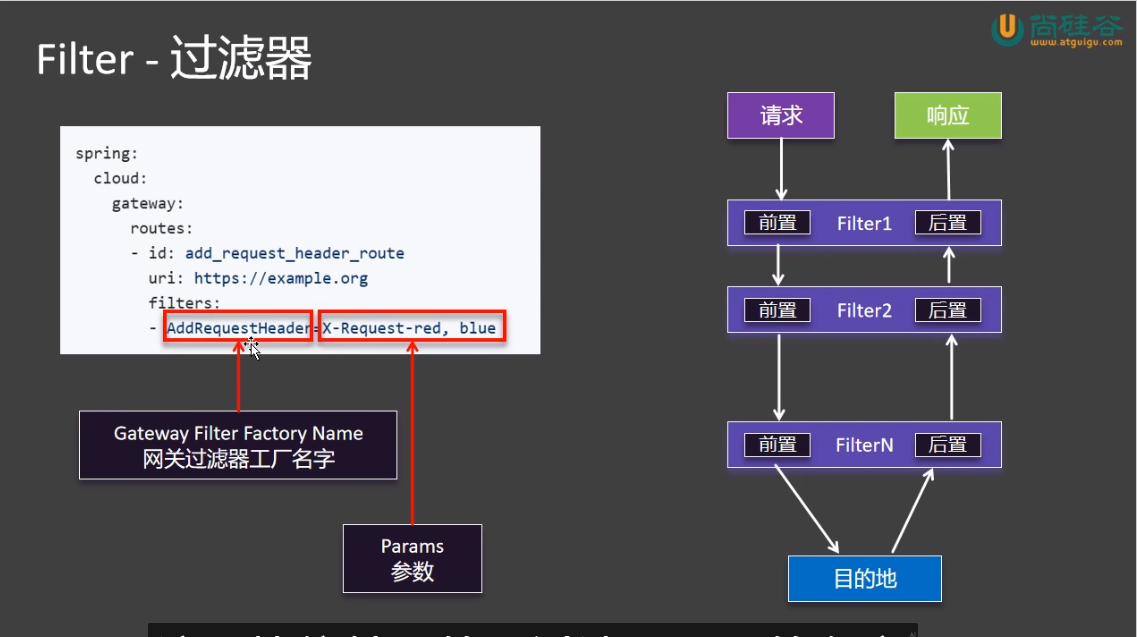 Filter - 过滤器
尚硅谷
www.atguigu.com
spring:
cloud:
gateway:
routes:
- id: add_request_header_route
uri: https://example.org
filters:
- AddRequestHeader=X-Request-red, blue
Gateway Filter Factory Name
网关过滤器工厂名字
Params
参数
请求
响应
前置 Filter1 后置
前置 Filter2 后置
前置 FilterN 后置
目的地